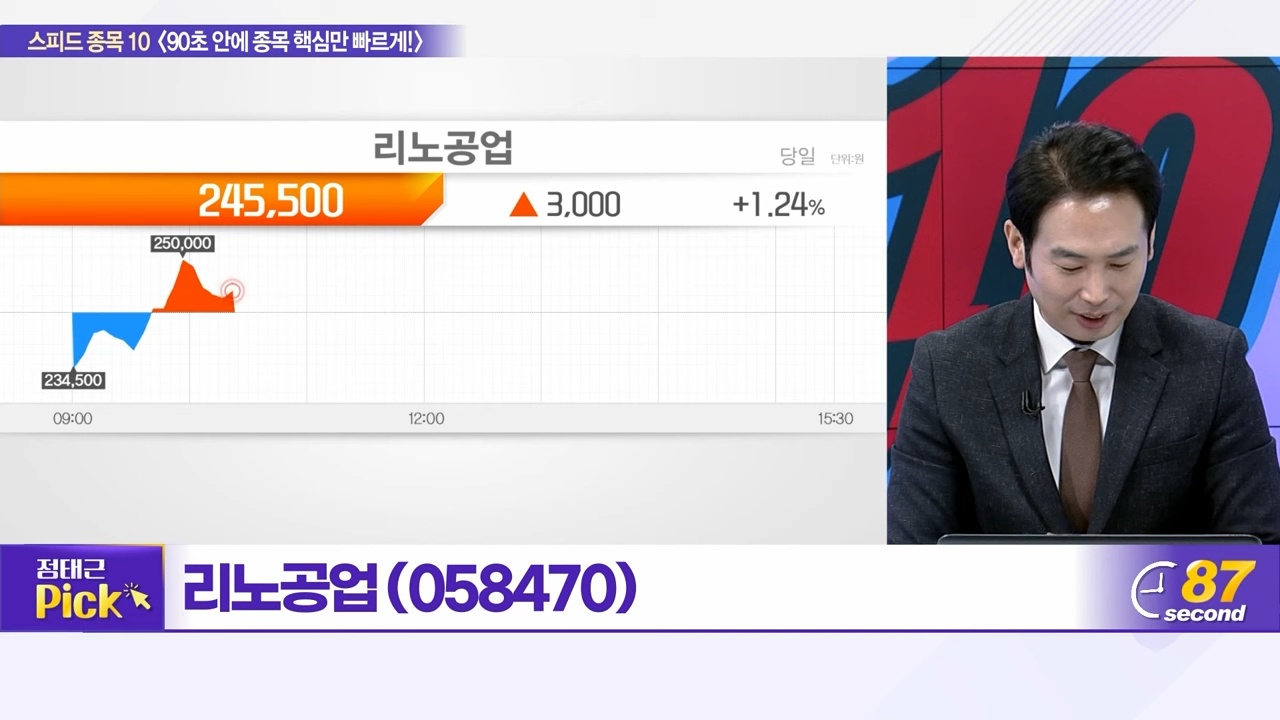 스피드 종목 10 <90초 안에 종목 핵심만 빠르게!>
리노공업
당일 단위:원
245,500 ▲ 3,000 +1.24%
250,000
234,500
09:00 12:00 15:30
10
정태근
Pick
리노공업 (058470)
87
second